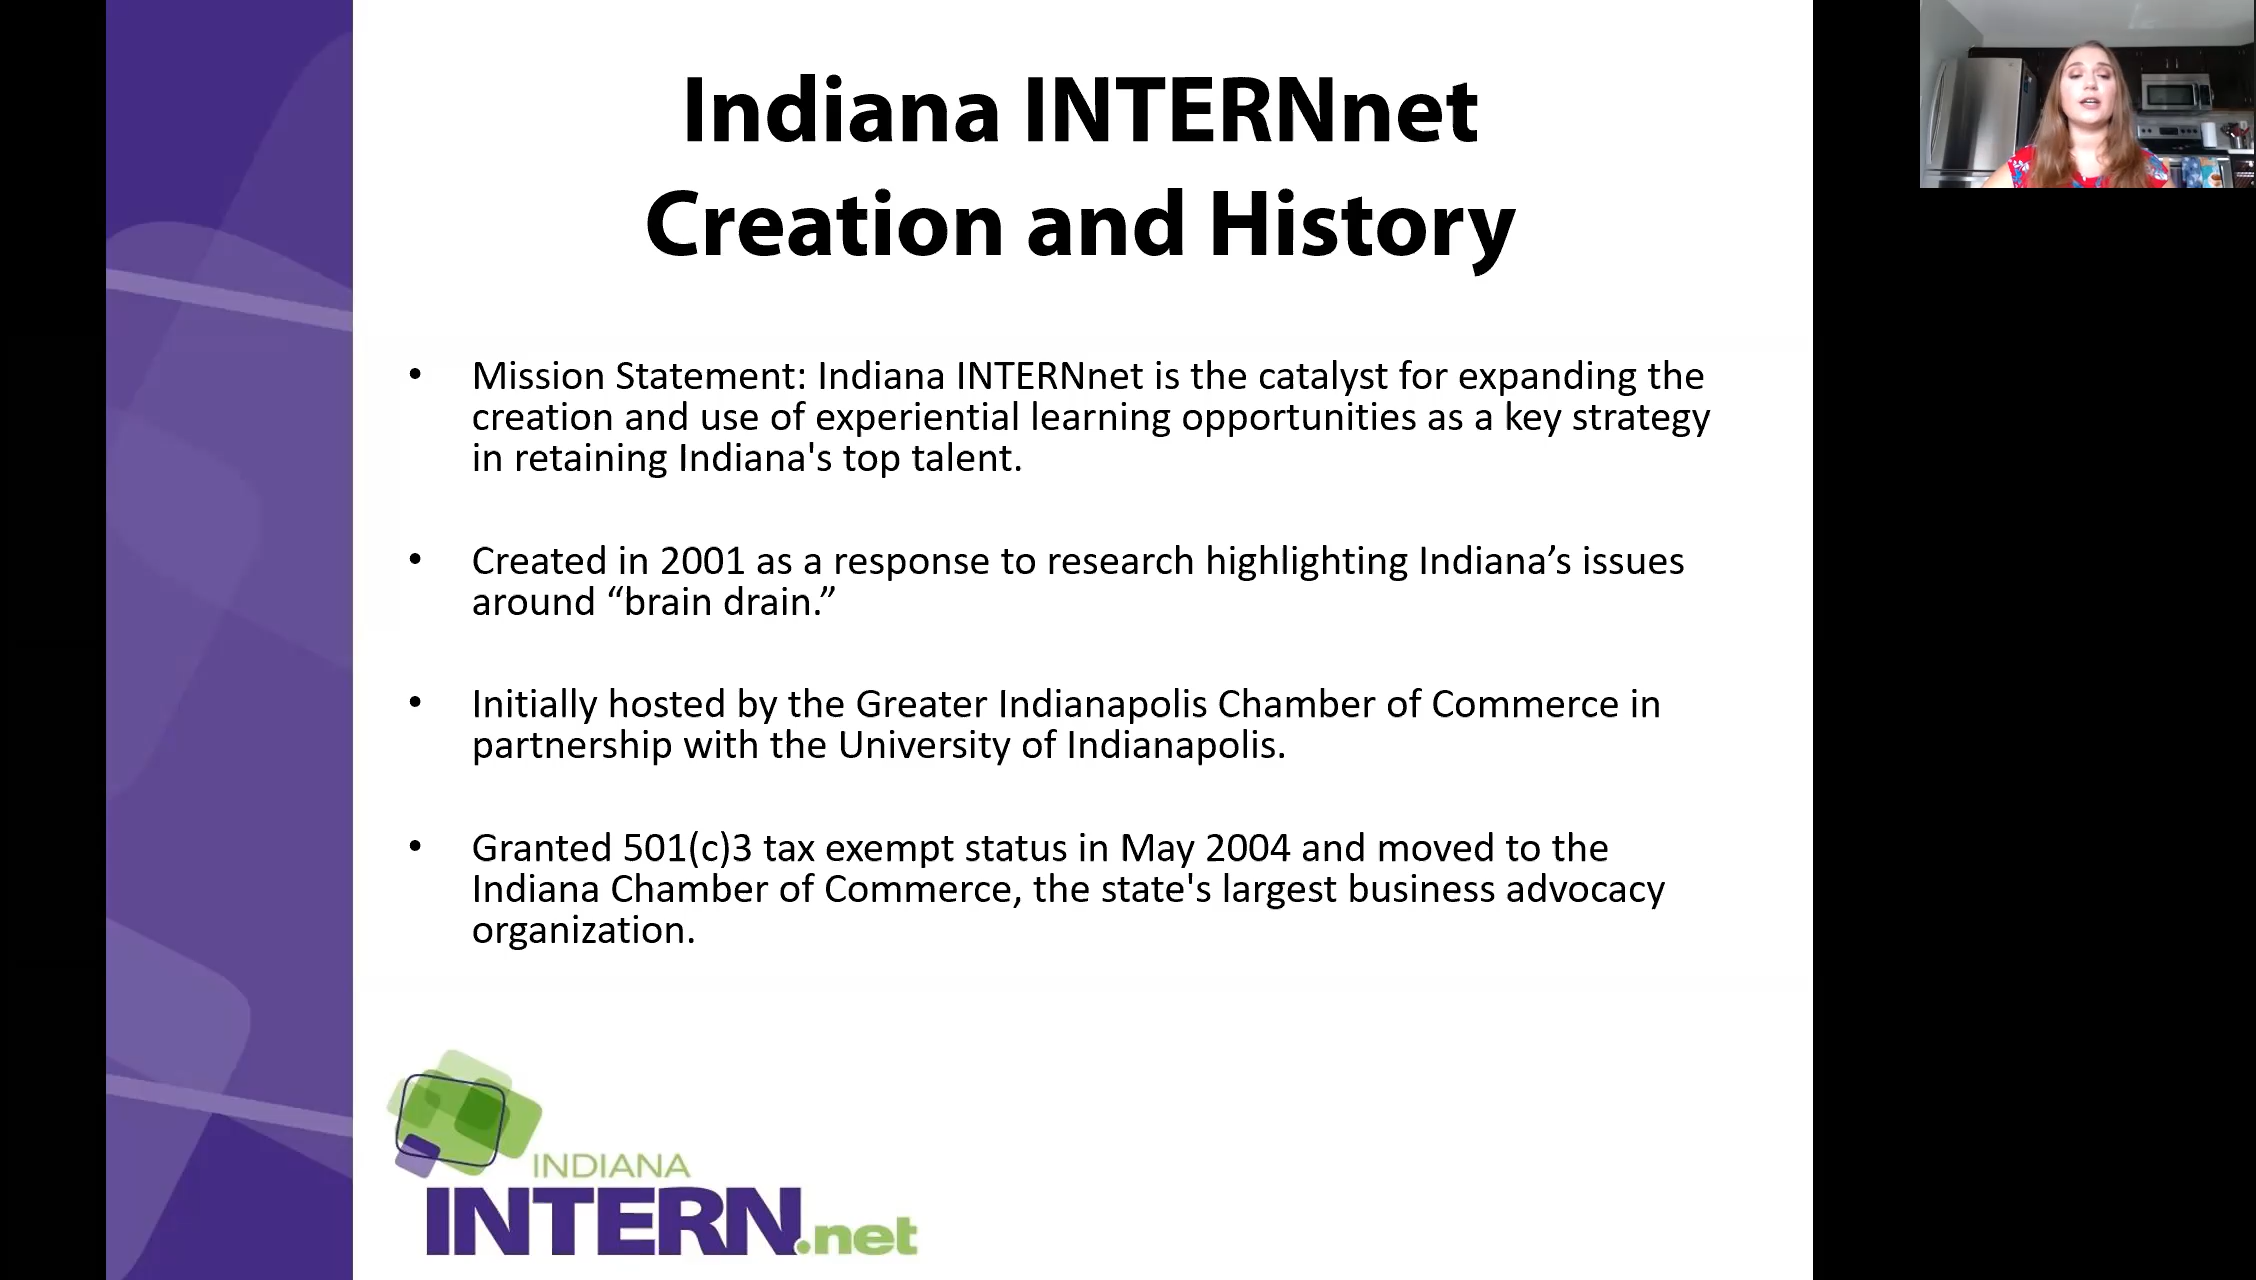 Indiana INTERNnet
Creation and History
• Mission Statement: Indiana INTERNnet is the catalyst for expanding the
creation and use of experiential learning opportunities as a key strategy
in retaining Indiana's top talent.
• Created in 2001 as a response to research highlighting Indiana’s issues
around “brain drain.”
• Initially hosted by the Greater Indianapolis Chamber of Commerce in
partnership with the University of Indianapolis.
• Granted 501(c)3 tax exempt status in May 2004 and moved to the
Indiana Chamber of Commerce, the state's largest business advocacy
organization.
INDIANA
INTERN.net